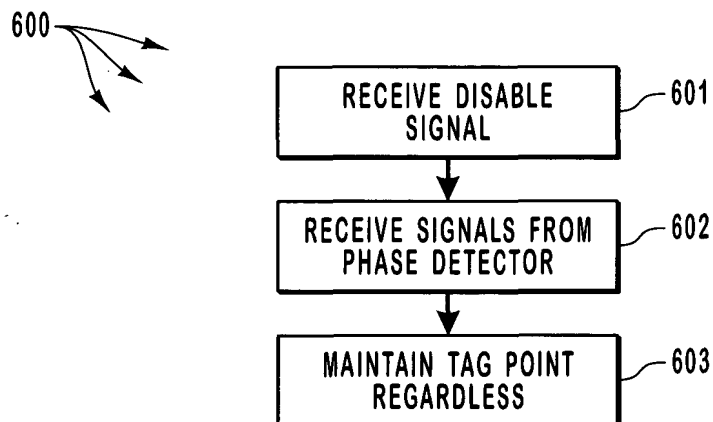 600
RECEIVE DISABLE
SIGNAL
601
RECEIVE SIGNALS FROM
PHASE DETECTOR
602
MAINTAIN TAG POINT
REGARDLESS
603